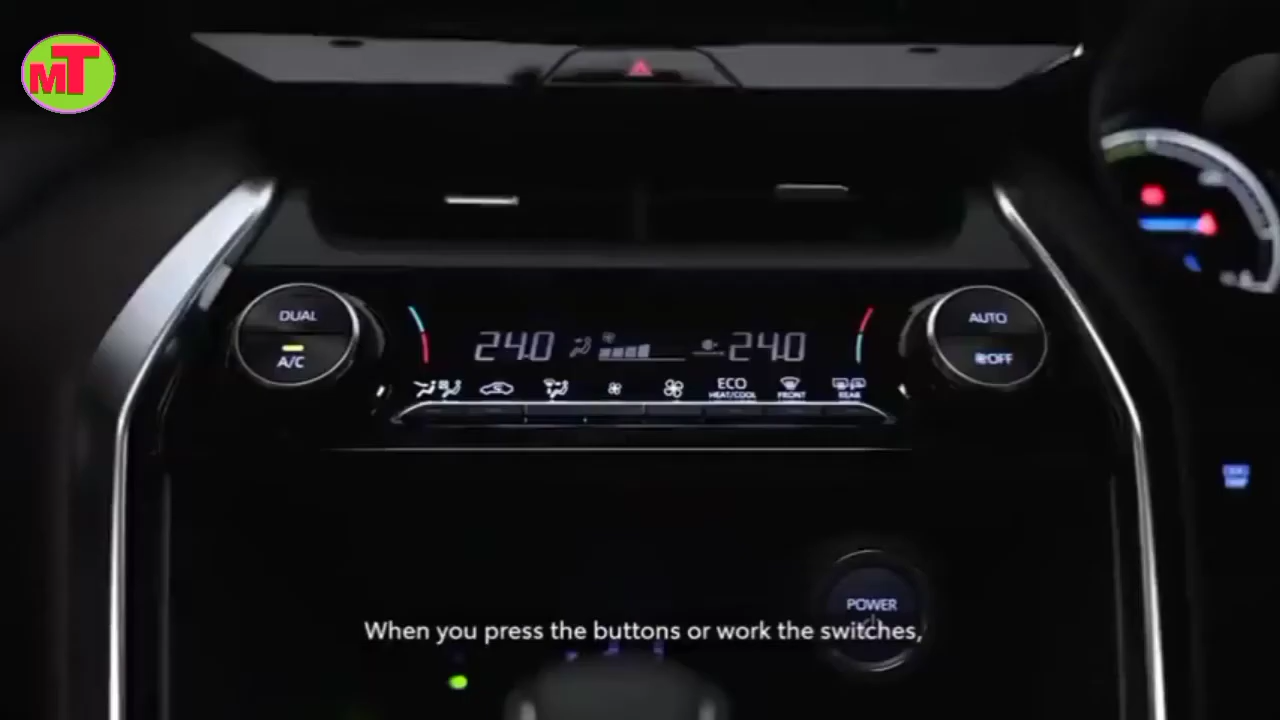 MT
DUAL
A/C
24.0
24.0
AUTO
OFF
ECO
HEAT/COOL
FRONT
REAR
POWER
When you press the buttons or work the switches,